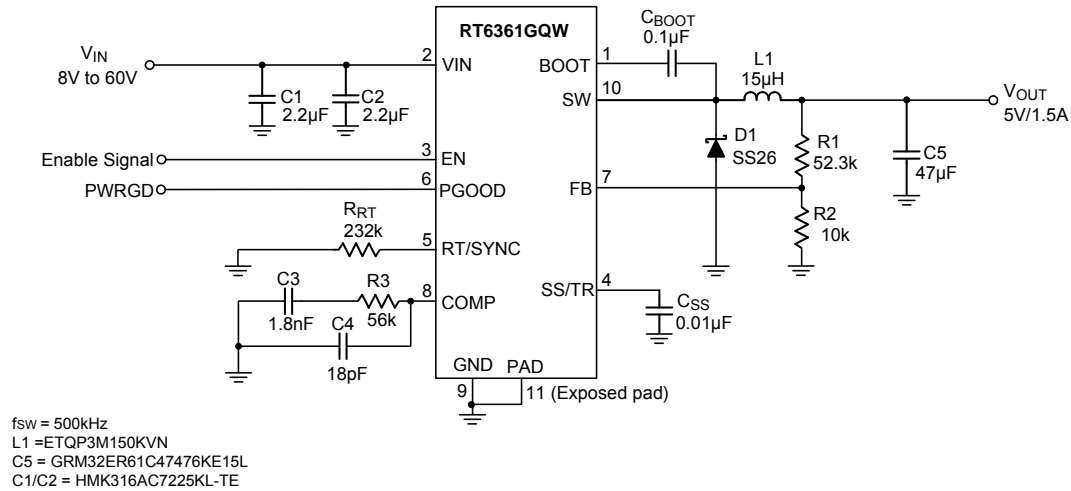 RT6361GQW
VIN
8V to 60V
C1
2.2µF
C2
2.2µF
2
VIN
BOOT
1
CBOOT
0.1µF
SW
10
L1
15µH
VOUT
5V/1.5A
D1
SS26
R1
52.3k
C5
47µF
Enable Signal
3
EN
PWRGD
6
PGOOD
FB
7
R2
10k
RRT
232k
5
RT/SYNC
C3
1.8nF
R3
56k
8
COMP
C4
18pF
SS/TR
4
CSS
0.01µF
GND
PAD
9
11 (Exposed pad)
fSW = 500kHz
L1 =ETQP3M150KVN
C5 = GRM32ER61C47476KE15L
C1/C2 = HMK316AC7225KL-TE